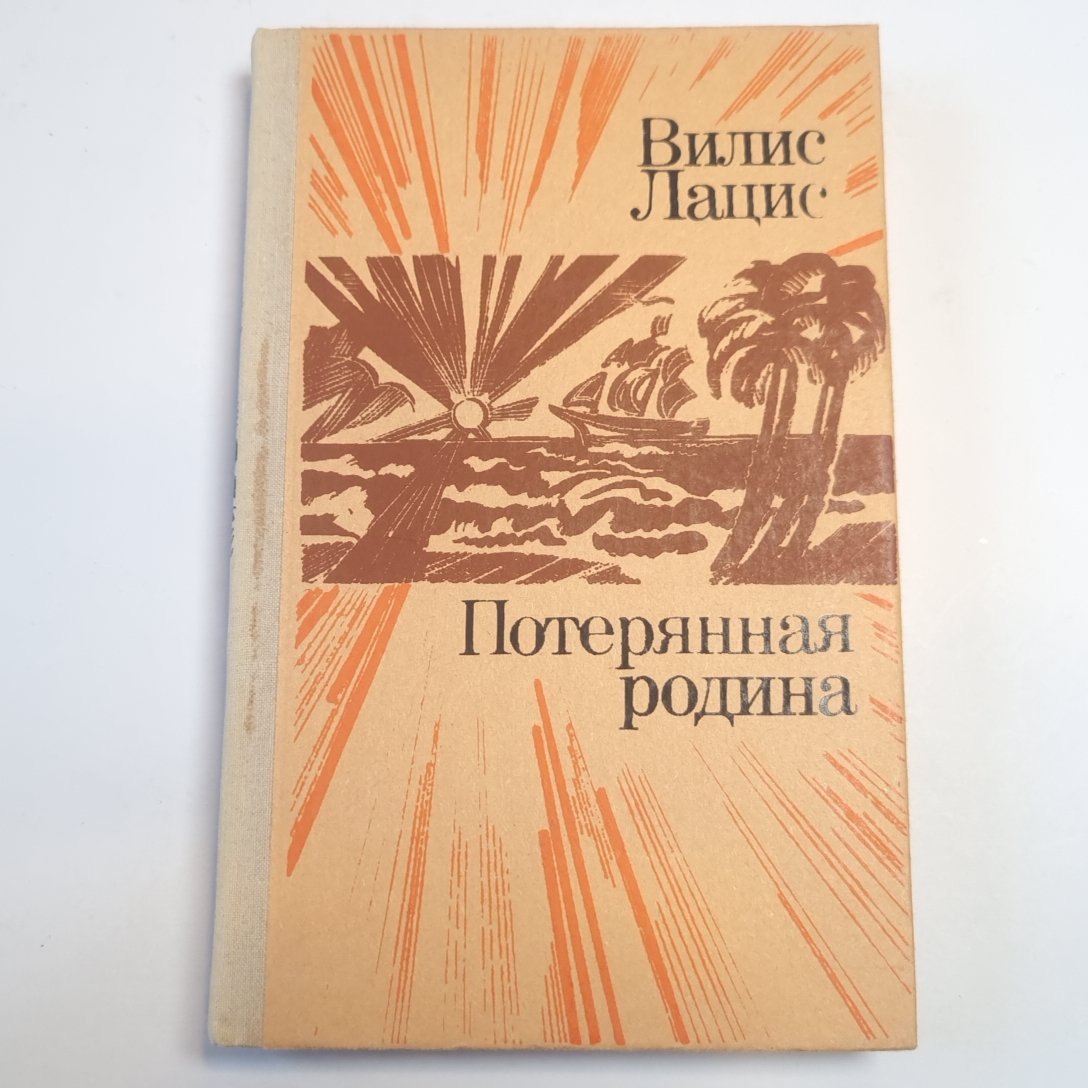 Вилис
Лацис
Потерянная
родина